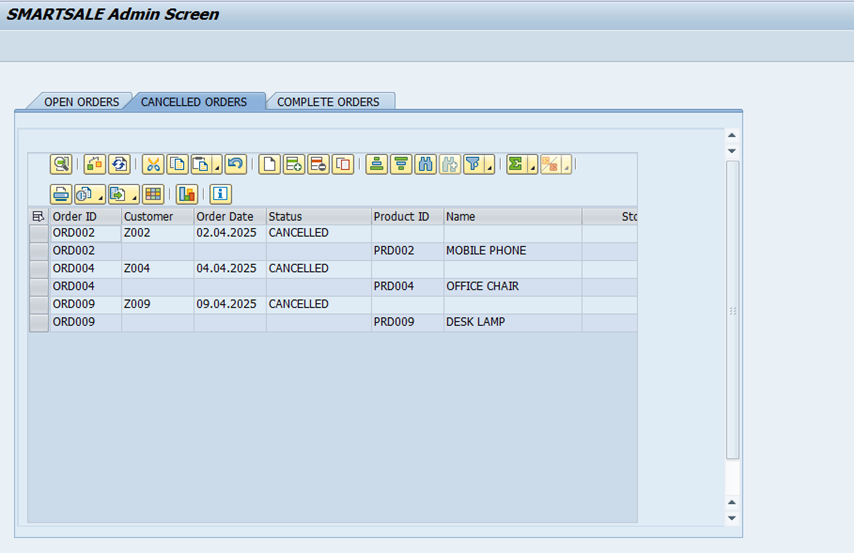 SMARTSALE Admin Screen
OPEN ORDERS CANCELLED ORDERS COMPLETE ORDERS
Order ID Customer Order Date Status Product ID Name Sto
ORD002 Z002 02.04.2025 CANCELLED
ORD002 PRD002 MOBILE PHONE
ORD004 Z004 04.04.2025 CANCELLED
ORD004 PRD004 OFFICE CHAIR
ORD009 Z009 09.04.2025 CANCELLED
ORD009 PRD009 DESK LAMP